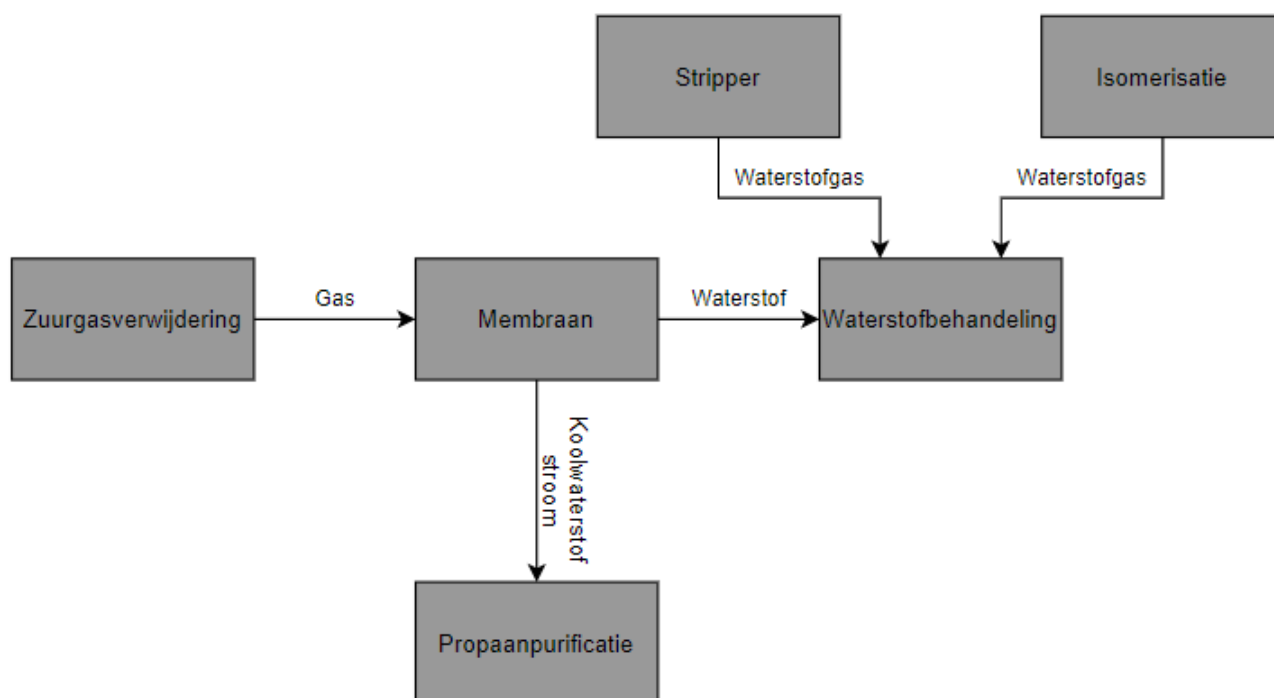 Stripper
Isomerisatie
Waterstofgas
Waterstofgas
Zuurgasverwijdering
Gas
Membraan
Waterstof
Waterstofbehandeling
Koolwaterstof
stroom
Propaanpurificatie